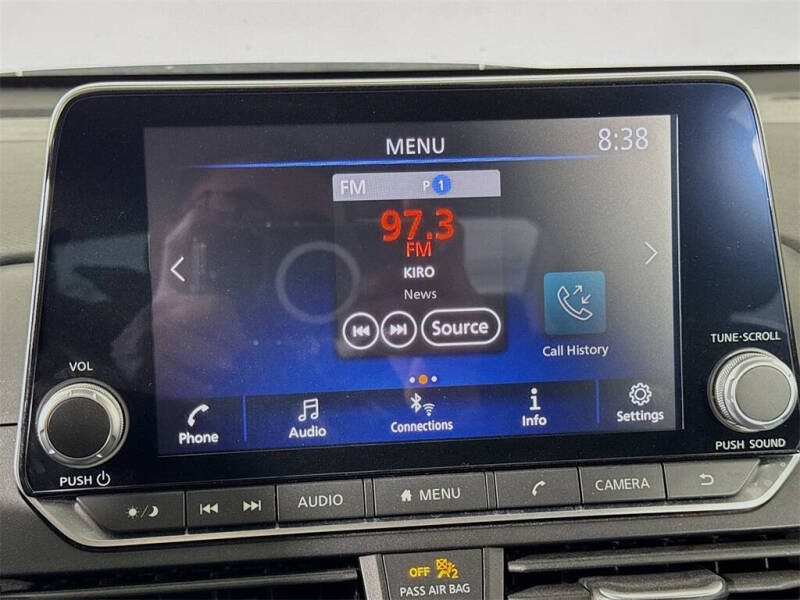 MENU
8:38
FM P 1
97.3
FM
KIRO
News
Source
Call History
VOL
TUNE·SCROLL
Phone
Audio
Connections
Info
Settings
PUSH
PUSH SOUND
AUDIO
MENU
CAMERA
OFF 2
PASS AIR BAG